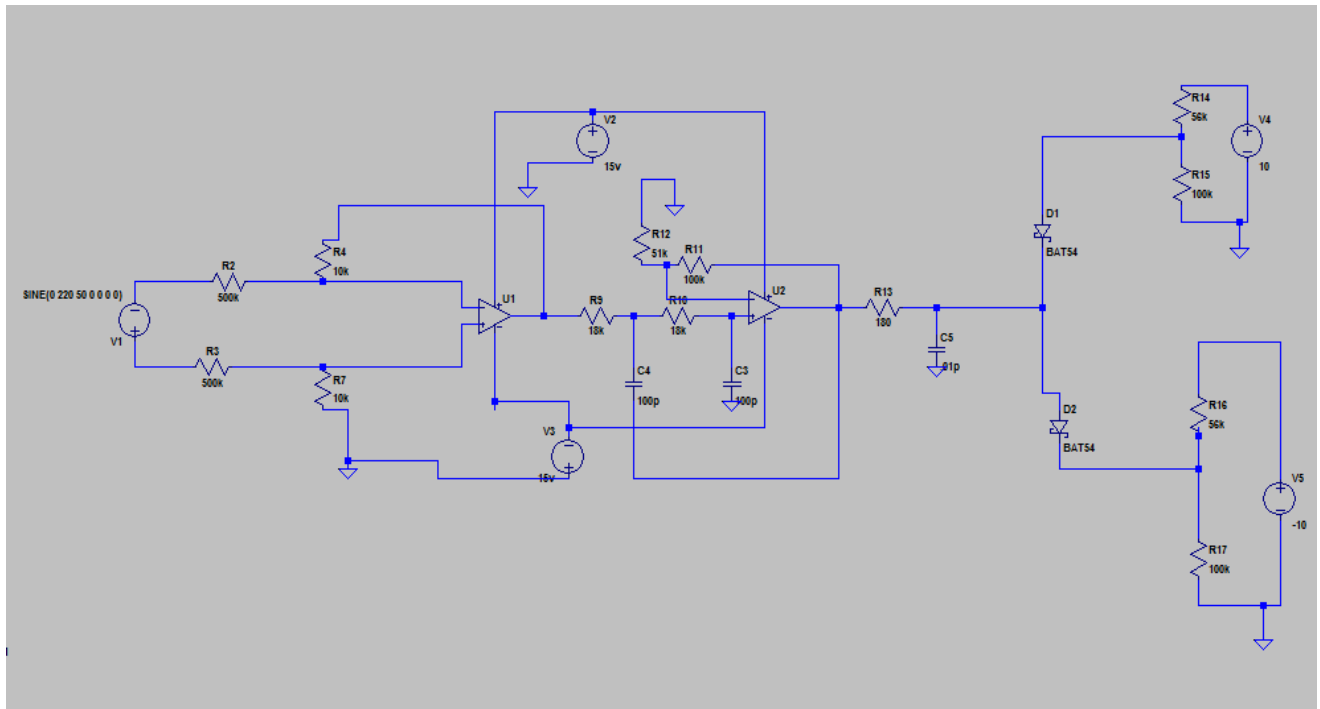 R14
56k
V4
10
R15
100k
V2
15v
D1
BAT54
R12
51k
R11
100k
R4
10k
R2
500k
SINE(0 220 50 0 0 0 0)
V1
U1
R9
18k
R10
18k
U2
R13
180
C5
.01p
R3
500k
R7
10k
C4
100p
C3
100p
V3
15v
D2
BAT54
R16
56k
V5
-10
R17
100k